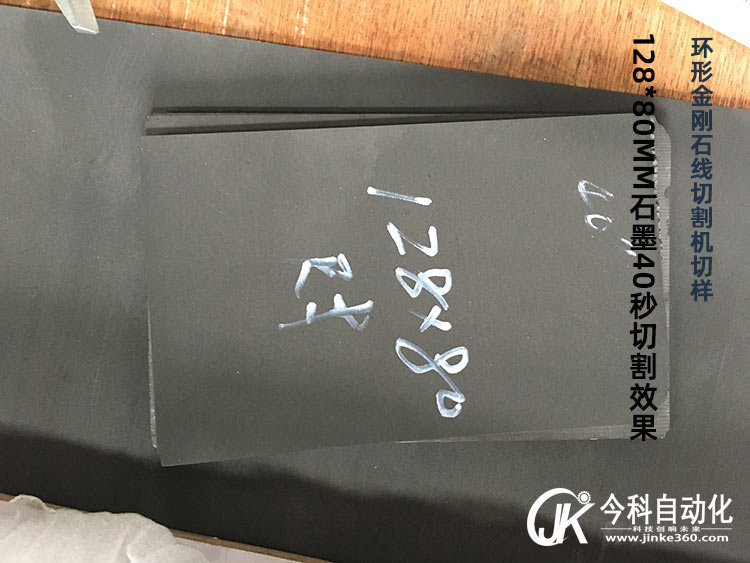 环形金刚石线切割机切样
128*80MM石墨40秒切割效果
128×80
40
JK
今科自动化
科技创响未来
www.jinke360.com